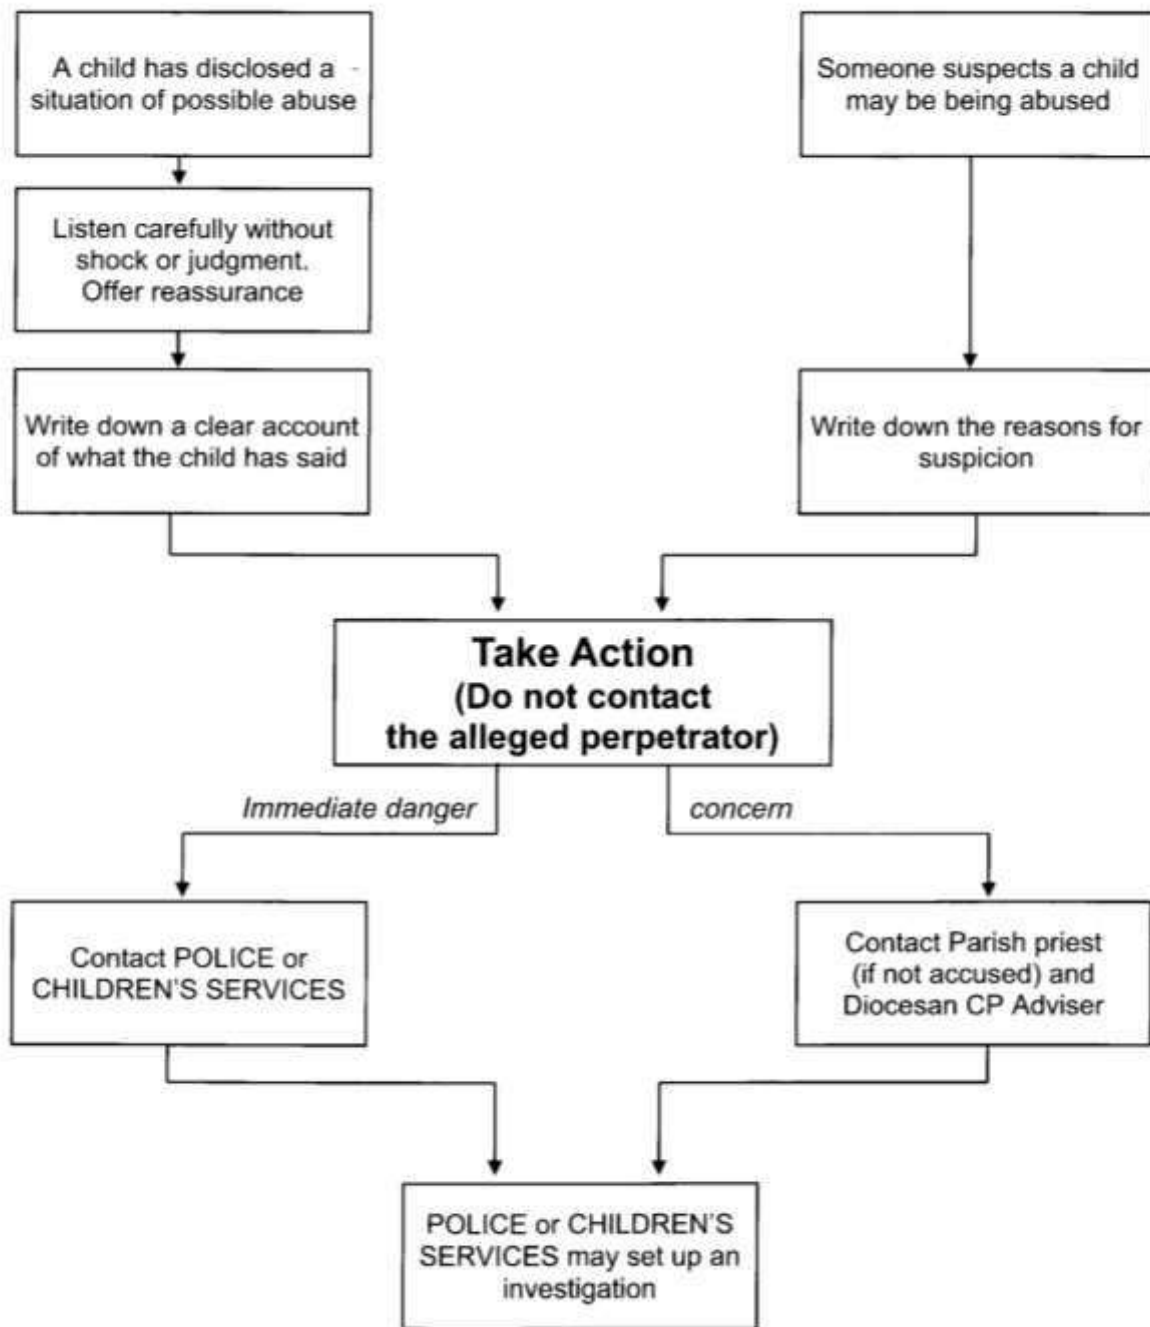 A child has disclosed a
situation of possible abuse
Someone suspects a child
may be being abused
Listen carefully without
shock or judgment.
Offer reassurance
Write down a clear account
of what the child has said
Write down the reasons for
suspicion
Take Action
(Do not contact
the alleged perpetrator)
Immediate danger
concern
Contact POLICE or
CHILDREN'S SERVICES
Contact Parish priest
(if not accused) and
Diocesan CP Adviser
POLICE or CHILDREN'S
SERVICES may set up an
investigation